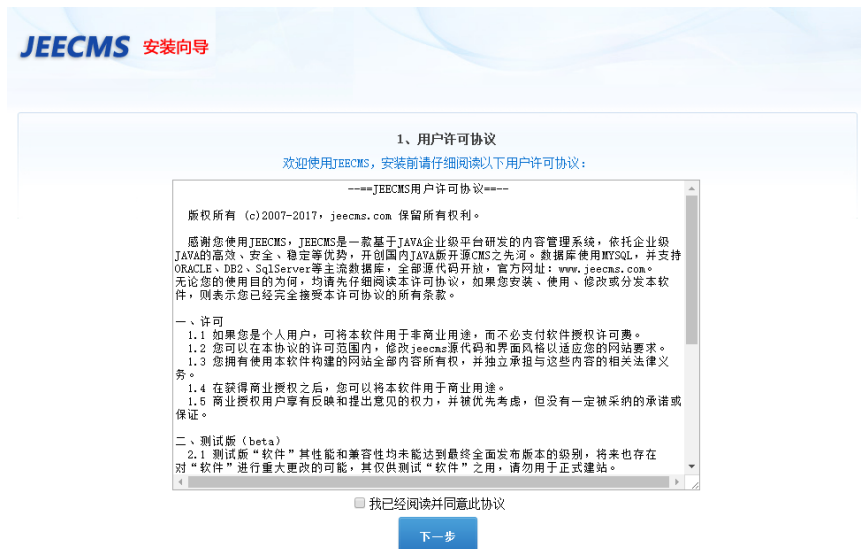 JEECMS 安装向导
1、用户许可协议
欢迎使用JEECMS，安装前请仔细阅读以下用户许可协议：
--==JEECMS用户许可协议==--
版权所有 (c)2007-2017，jeecms.com 保留所有权利。
感谢您使用JEECMS，JEECMS是一款基于JAVA企业级平台研发的内容管理系统，依托企业级
JAVA的高效、安全、稳定等优势，开创国内JAVA版开源CMS之先河。数据库使用MYSQL，并支持
ORACLE、DB2、SqlServer等主流数据库，全部源代码开放，官方网址：www.jeecms.com。
无论您的使用目的为何，均请先仔细阅读本许可协议，如果您安装、使用、修改或分发本软
件，则表示您已经完全接受本许可协议的所有条款。
一、许可
1.1 如果您是个人用户，可将本软件用于非商业用途，而不必支付软件授权许可费。
1.2 您可以在本协议的许可范围内，修改jeecms源代码和界面风格以适应您的网站要求。
1.3 您拥有使用本软件构建的网站全部内容所有权，并独立承担与这些内容的相关法律义
务。
1.4 在获得商业授权之后，您可以将本软件用于商业用途。
1.5 商业授权用户享有反映和提出意见的权力，并被优先考虑，但没有一定被采纳的承诺或
保证。
二、测试版（beta）
2.1 测试版“软件”其性能和兼容性均未能达到最终全面发布版本的级别，将来也存在
对“软件”进行重大更改的可能，其仅供测试“软件”之用，请勿用于正式建站。
我已经阅读并同意此协议
下一步